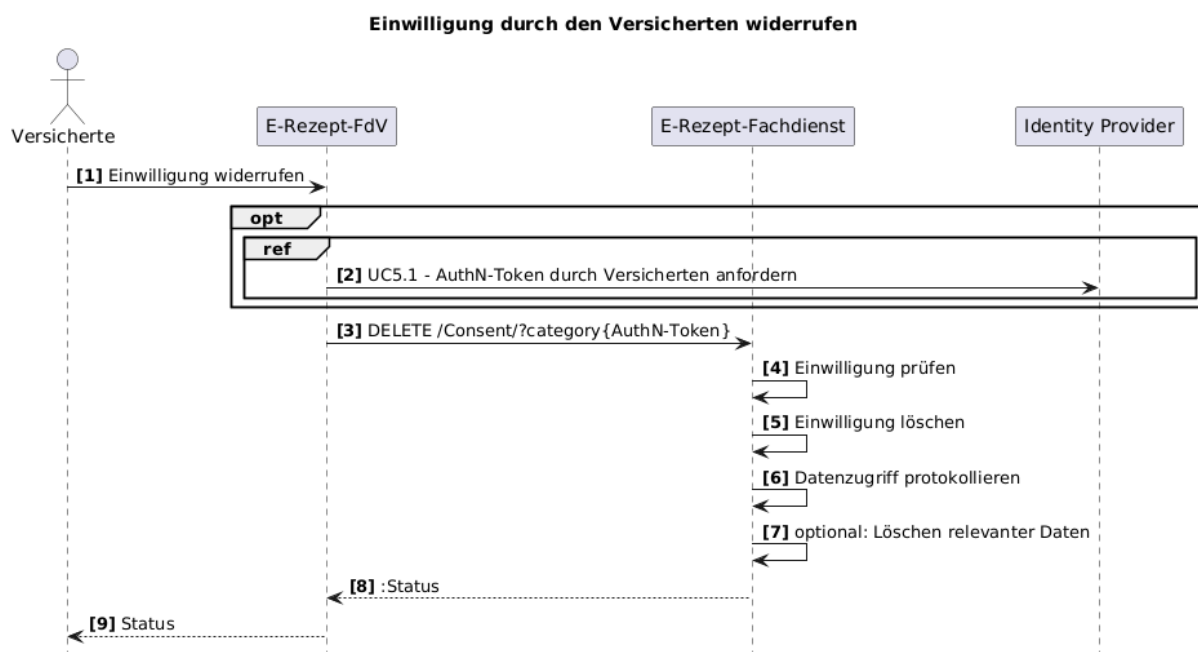 Einwilligung durch den Versicherten widerrufen
Versicherte
E-Rezept-FdV
E-Rezept-Fachdienst
Identity Provider
[1] Einwilligung widerrufen
opt
ref
[2] UC5.1 - AuthN-Token durch Versicherten anfordern
[3] DELETE /Consent/?category{AuthN-Token}
[4] Einwilligung prüfen
[5] Einwilligung löschen
[6] Datenzugriff protokollieren
[7] optional: Löschen relevanter Daten
[8] :Status
[9] Status